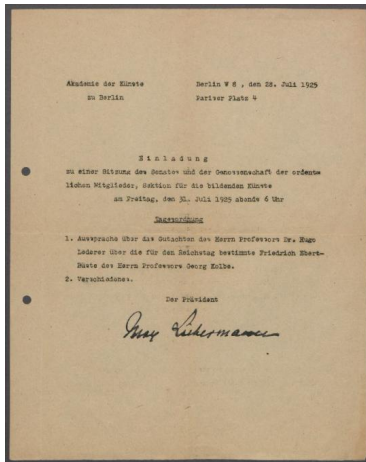 Akademie der Künste
zu Berlin
Berlin W 8 , den 28. Juli 1925
Pariser Platz 4
Einladung
zu einer Sitzung des Senates und der Genossenschaft der ordent=
lichen Mitglieder, Sektion für die bildenden Künste
am Freitag, den 31. Juli 1925 abends 6 Uhr
Tagesordnung
1. Aussprache über das Gutachten des Herrn Professors Dr. Hugo
Lederer über die für den Reichstag bestimmte Friedrich Ebert-
Büste des Herrn Professors Georg Kolbe.
2. Verschiedenes.
Der Präsident
Max Liebermann